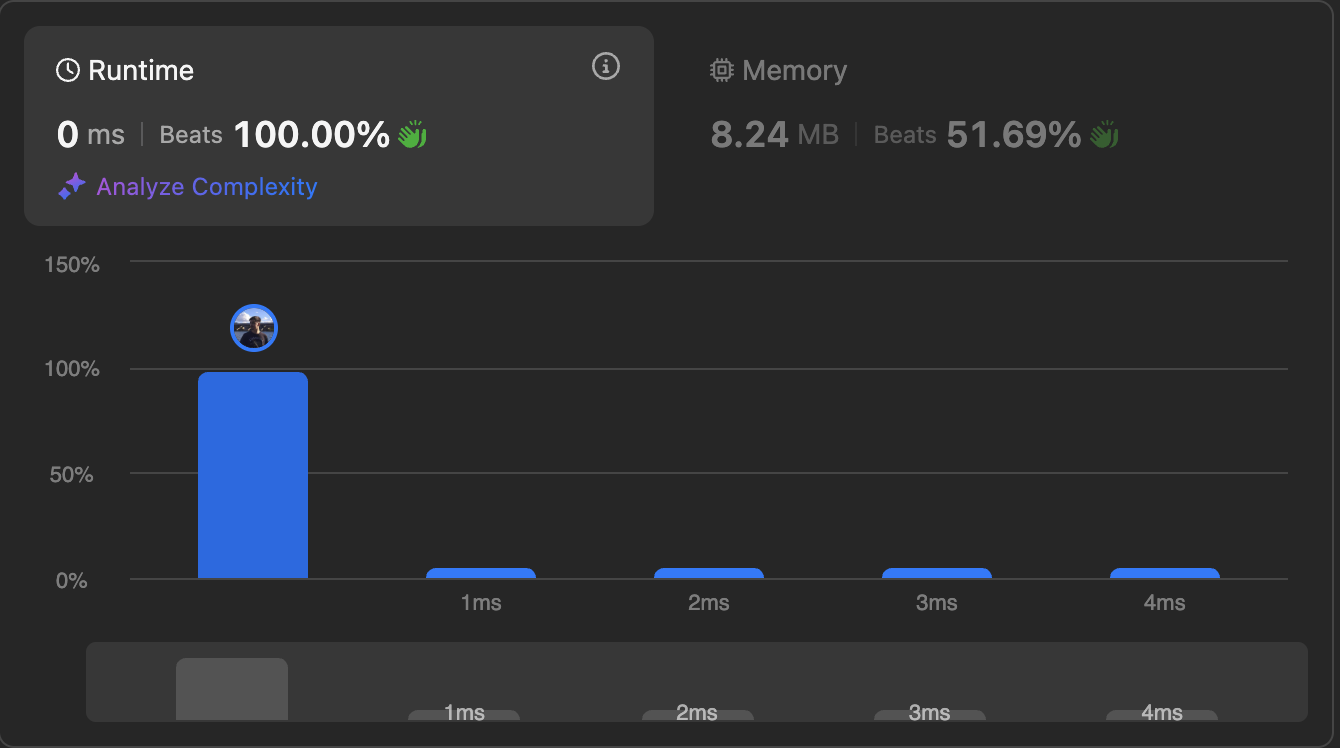 Runtime
0 ms | Beats 100.00%
Analyze Complexity
Memory
8.24 MB | Beats 51.69%
150%
100%
50%
0%
1ms 2ms 3ms 4ms
1ms 2ms 3ms 4ms